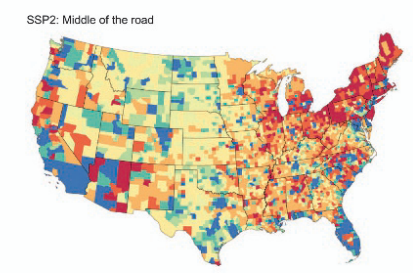 SSP2: Middle of the road